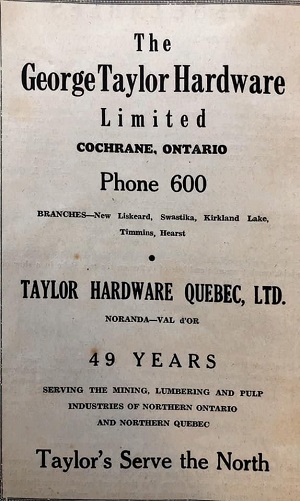 The
George Taylor Hardware
Limited
COCHRANE, ONTARIO
Phone 600
BRANCHES—New Liskeard, Swastika, Kirkland Lake,
Timmins, Hearst
•
TAYLOR HARDWARE QUEBEC, LTD.
NORANDA—VAL d'OR
49 YEARS
SERVING THE MINING, LUMBERING AND PULP
INDUSTRIES OF NORTHERN ONTARIO
AND NORTHERN QUEBEC
Taylor's Serve the North